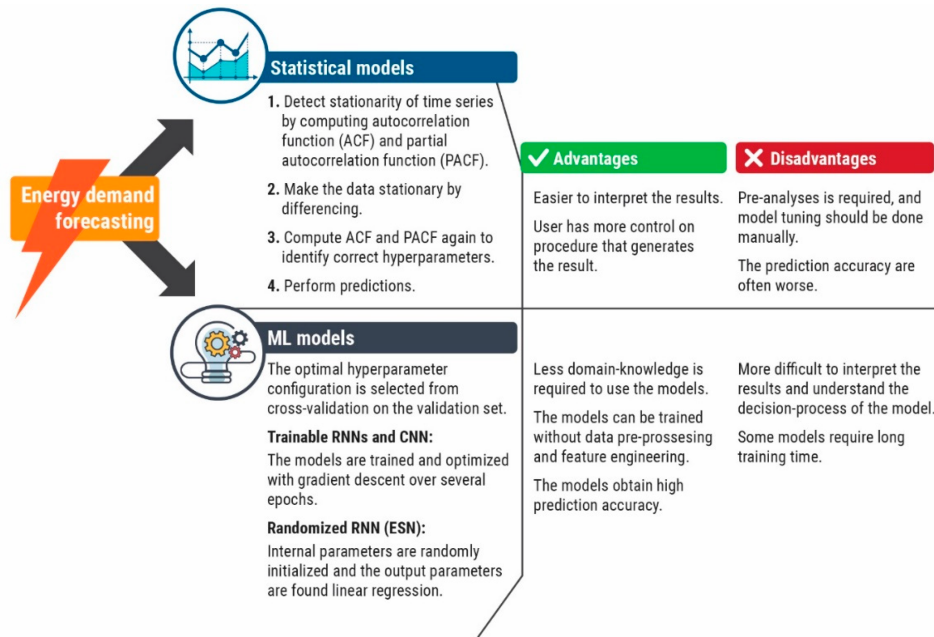 Energy demand
forecasting
Statistical models
1. Detect stationarity of time series
by computing autocorrelation
function (ACF) and partial
autocorrelation function (PACF).
2. Make the data stationary by
differencing.
3. Compute ACF and PACF again to
identify correct hyperparameters.
4. Perform predictions.
Advantages
Easier to interpret the results.
User has more control on
procedure that generates
the result.
Disadvantages
Pre-analyses is required, and
model tuning should be done
manually.
The prediction accuracy are
often worse.
ML models
The optimal hyperparameter
configuration is selected from
cross-validation on the validation set.
Trainable RNNs and CNN:
The models are trained and optimized
with gradient descent over several
epochs.
Randomized RNN (ESN):
Internal parameters are randomly
initialized and the output parameters
are found linear regression.
Less domain-knowledge is
required to use the models.
The models can be trained
without data pre-prossesing
and feature engineering.
The models obtain high
prediction accuracy.
More difficult to interpret the
results and understand the
decision-process of the model.
Some models require long
training time.